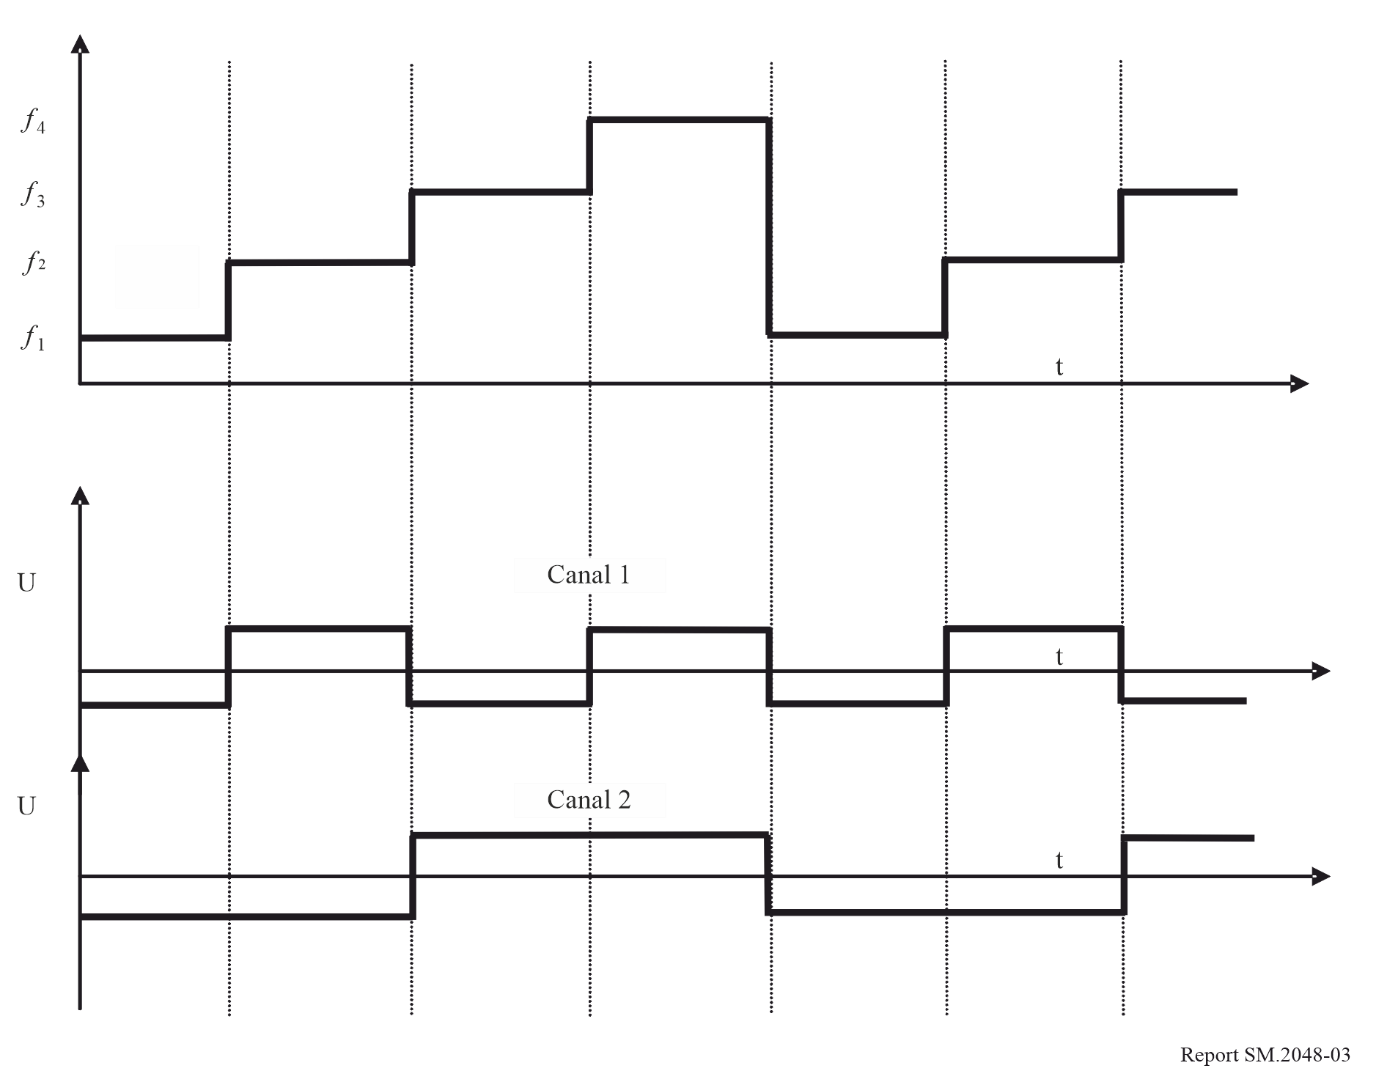 f4
f3
f2
f1
t
Canal 1
U
t
Canal 2
U
t
Report SM.2048-03